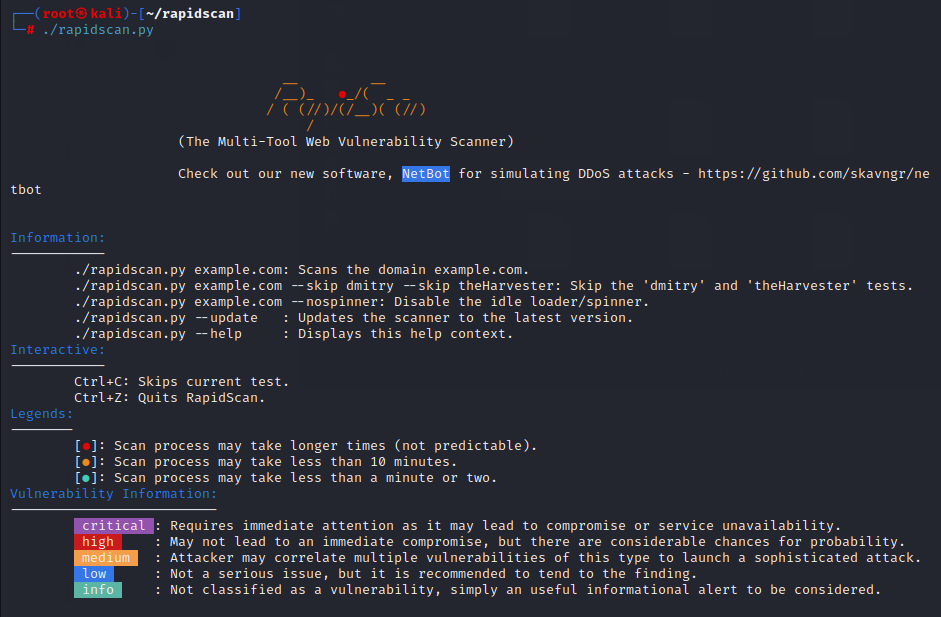 ┌──(root㉿kali)-[~/rapidscan]
└─# ./rapidscan.py
                                  __         __
                                 /__)_   ●_/(  _ _
                                / ( (//)/(/__)( (//)
                                     /
(The Multi-Tool Web Vulnerability Scanner)
Check out our new software, NetBot for simulating DDoS attacks - https://github.com/skavngr/ne
tbot
Information:
./rapidscan.py example.com: Scans the domain example.com.
./rapidscan.py example.com --skip dmitry --skip theHarvester: Skip the 'dmitry' and 'theHarvester' tests.
./rapidscan.py example.com --nospinner: Disable the idle loader/spinner.
./rapidscan.py --update   : Updates the scanner to the latest version.
./rapidscan.py --help     : Displays this help context.
Interactive:
Ctrl+C: Skips current test.
Ctrl+Z: Quits RapidScan.
Legends:
[●]: Scan process may take longer times (not predictable).
[●]: Scan process may take less than 10 minutes.
[●]: Scan process may take less than a minute or two.
Vulnerability Information:
critical : Requires immediate attention as it may lead to compromise or service unavailability.
high     : May not lead to an immediate compromise, but there are considerable chances for probability.
medium   : Attacker may correlate multiple vulnerabilities of this type to launch a sophisticated attack.
low      : Not a serious issue, but it is recommended to tend to the finding.
info     : Not classified as a vulnerability, simply an useful informational alert to be considered.